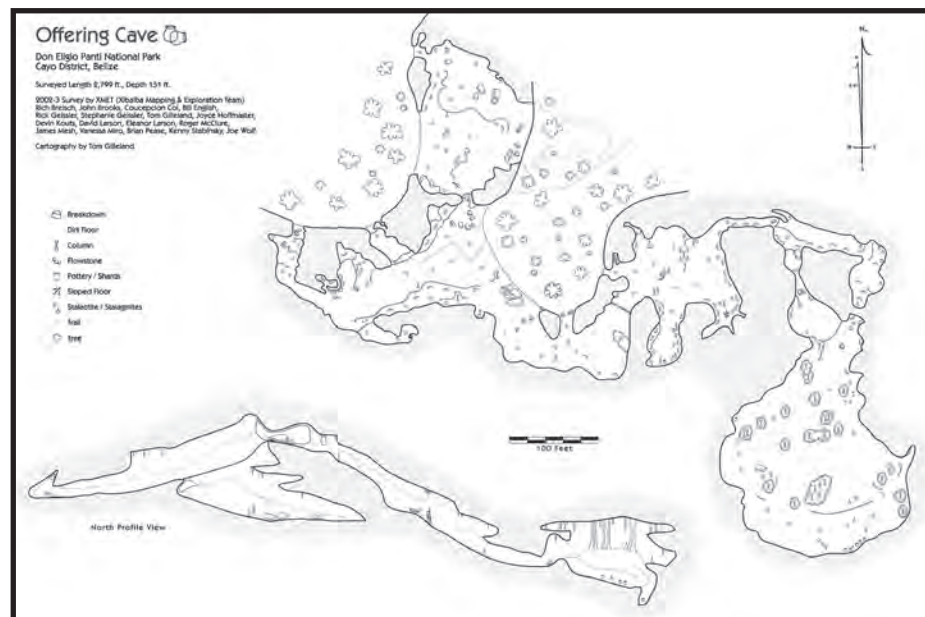 Offering Cave
Don Eligio Panti National Park
Cayo District, Belize
Surveyed Length 2,799 ft., Depth 151 ft.
2002-3 Survey by XMET (Xibalba Mapping & Exploration Team)
Rich Breisch, John Brooks, Coucepcion Coi, Bill English,
Rick Geissler, Stephanie Geissler, Tom Gilleland, Joyce Hoffmaster,
Devin Kouts, David Larson, Eleanor Larson, Roger McClure,
James Mesh, Vanessa Miro, Brian Pease, Kenny Stabinsky, Joe Wolf
Cartography by Tom Gilleland
Breakdown
Dirt Floor
Column
Flowstone
Pottery / Shards
Sloped Floor
Stalactite / Stalagmites
Trail
Tree
100 Feet
North Profile View